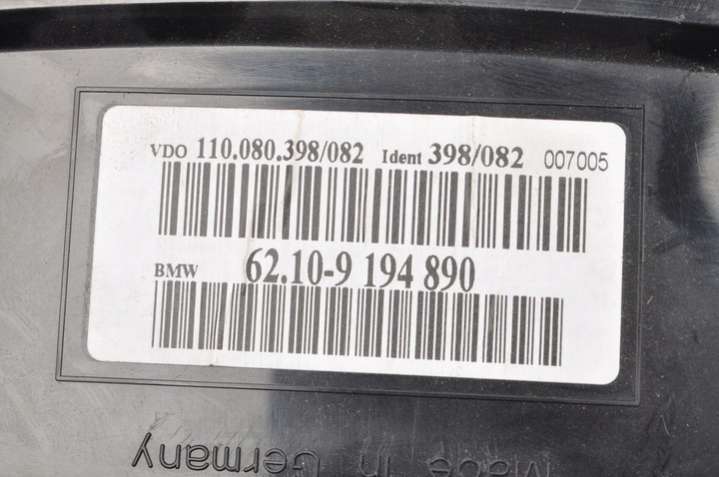 VDO 110.080.398/082 Ident 398/082 007005
BMW 62.10-9 194 890
Made in Germany